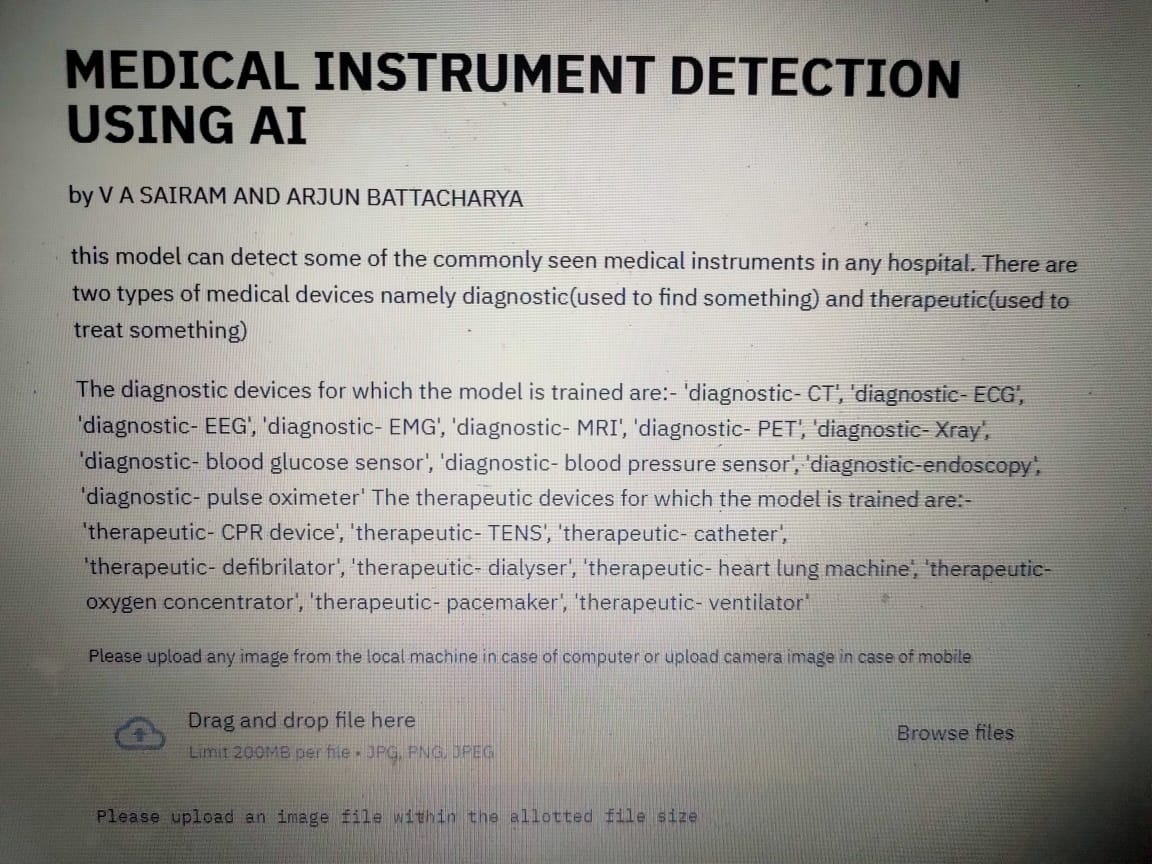 MEDICAL INSTRUMENT DETECTION
USING AI
by V A SAIRAM AND ARJUN BATTACHARYA
this model can detect some of the commonly seen medical instruments in any hospital. There are
two types of medical devices namely diagnostic(used to find something) and therapeutic(used to
treat something)
The diagnostic devices for which the model is trained are:- 'diagnostic- CT', 'diagnostic- ECG',
'diagnostic- EEG', 'diagnostic- EMG', 'diagnostic- MRI', 'diagnostic- PET', 'diagnostic- Xray',
'diagnostic- blood glucose sensor', 'diagnostic- blood pressure sensor', 'diagnostic-endoscopy',
'diagnostic- pulse oximeter' The therapeutic devices for which the model is trained are:-
'therapeutic- CPR device', 'therapeutic- TENS', 'therapeutic- catheter',
'therapeutic- defibrilator', 'therapeutic- dialyser', 'therapeutic- heart lung machine', 'therapeutic-
oxygen concentrator', 'therapeutic- pacemaker', 'therapeutic- ventilator'
Please upload any image from the local machine in case of computer or upload camera image in case of mobile
Drag and drop file here
Browse files
Limit 200MB per file • JPG, PNG, JPEG
Please upload an image file within the allotted file size